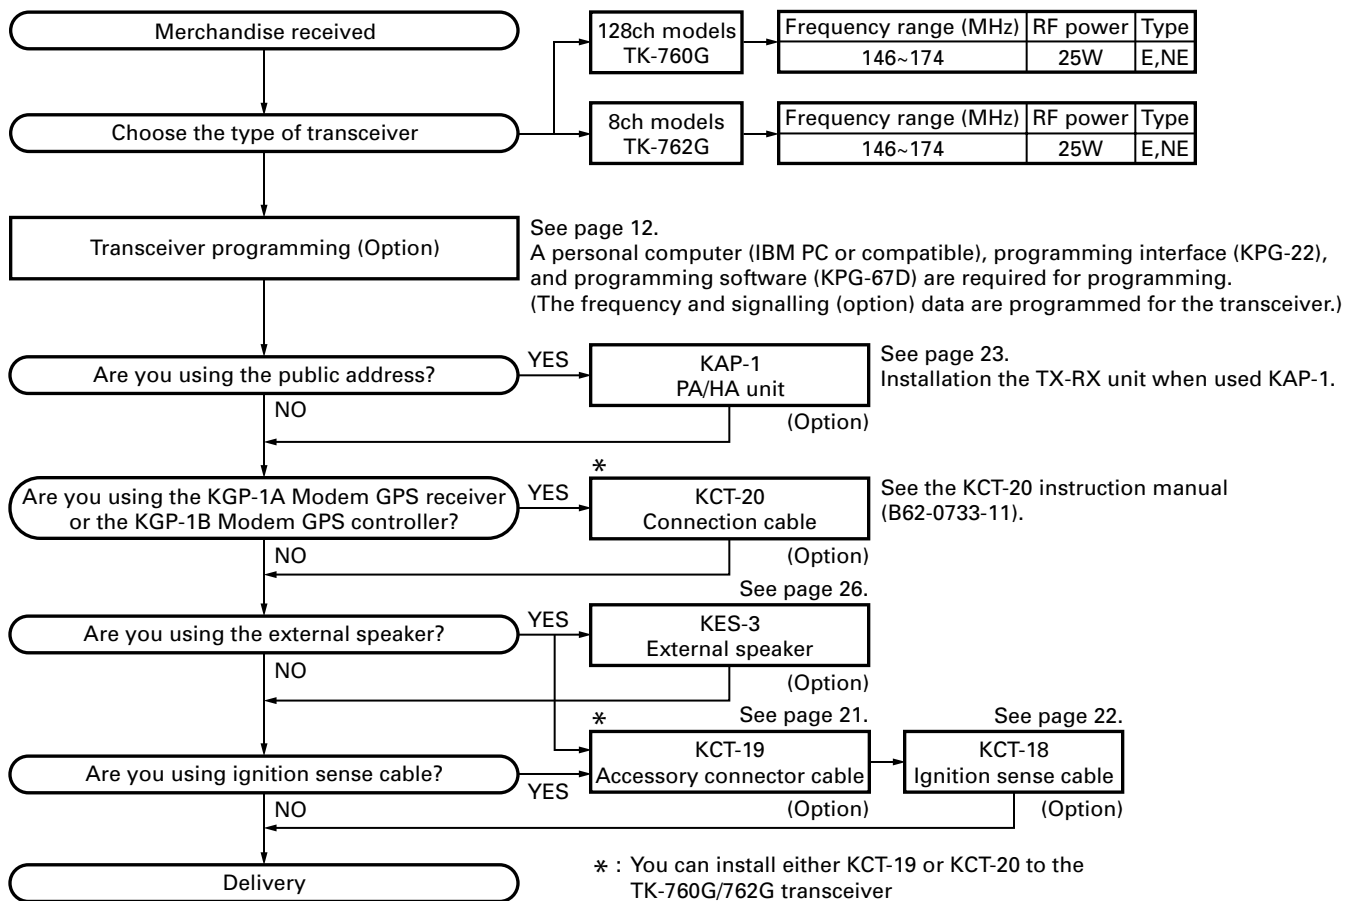 Merchandise received
128ch models
TK-760G
Frequency range (MHz) RF power Type
146~174 25W E,NE
Choose the type of transceiver
8ch models
TK-762G
Frequency range (MHz) RF power Type
146~174 25W E,NE
Transceiver programming (Option)
See page 12.
A personal computer (IBM PC or compatible), programming interface (KPG-22),
and programming software (KPG-67D) are required for programming.
(The frequency and signalling (option) data are programmed for the transceiver.)
Are you using the public address?
YES
NO
KAP-1
PA/HA unit
(Option)
See page 23.
Installation the TX-RX unit when used KAP-1.
Are you using the KGP-1A Modem GPS receiver
or the KGP-1B Modem GPS controller?
YES
NO
*
KCT-20
Connection cable
(Option)
See the KCT-20 instruction manual
(B62-0733-11).
Are you using the external speaker?
YES
NO
See page 26.
KES-3
External speaker
(Option)
Are you using ignition sense cable?
YES
NO
*
See page 21.
KCT-19
Accessory connector cable
(Option)
See page 22.
KCT-18
Ignition sense cable
(Option)
Delivery
* : You can install either KCT-19 or KCT-20 to the
TK-760G/762G transceiver